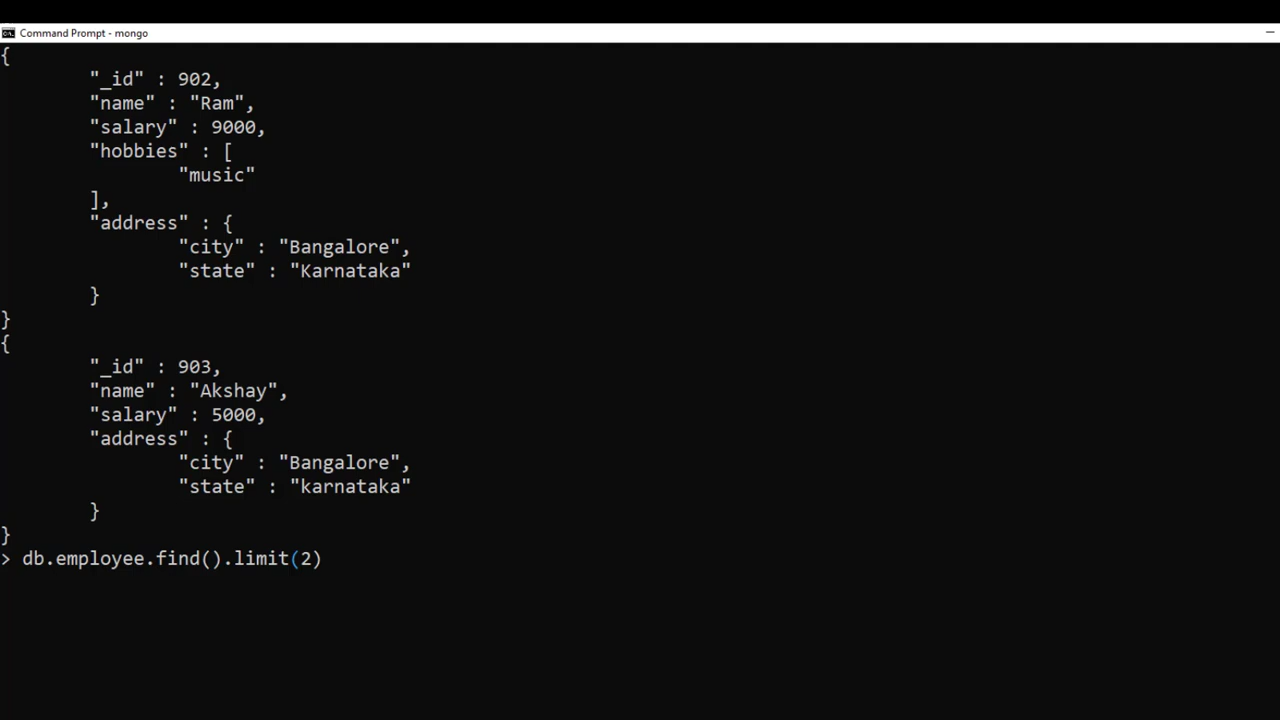 Command Prompt - mongo
{
"_id" : 902,
"name" : "Ram",
"salary" : 9000,
"hobbies" : [
"music"
],
"address" : {
"city" : "Bangalore",
"state" : "Karnataka"
}
}
{
"_id" : 903,
"name" : "Akshay",
"salary" : 5000,
"address" : {
"city" : "Bangalore",
"state" : "karnataka"
}
}
> db.employee.find().limit(2)